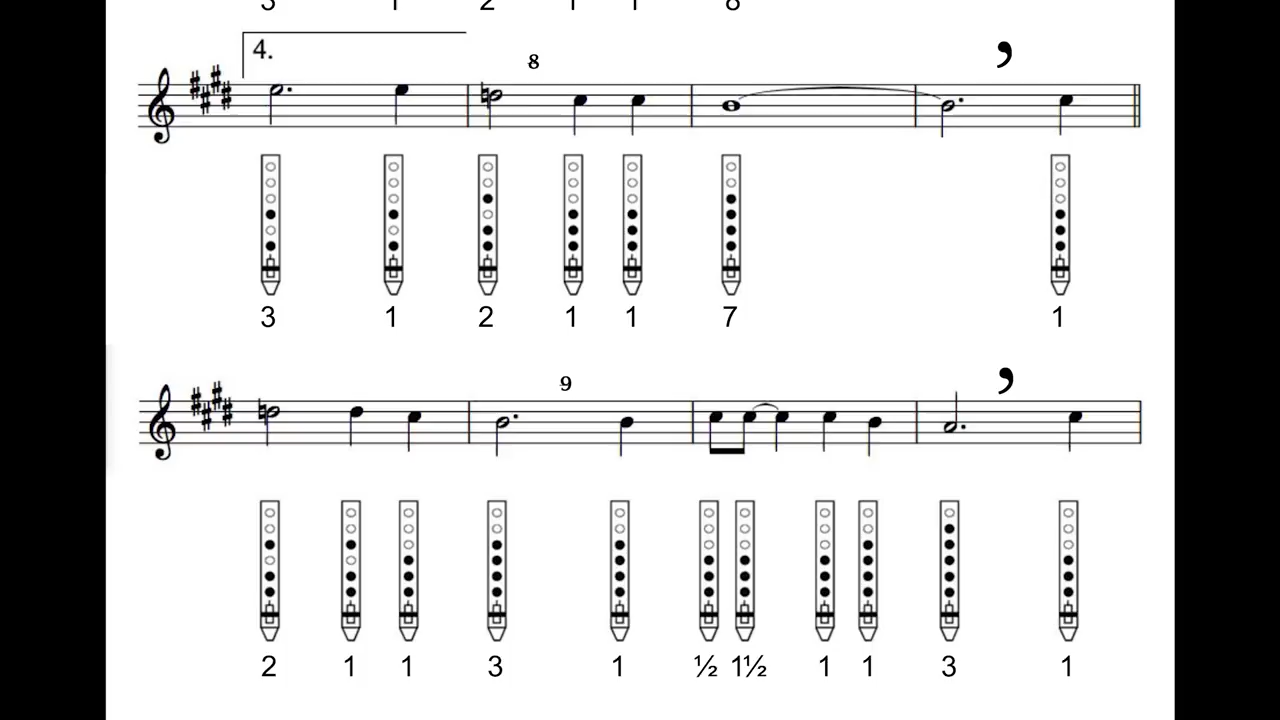 3 1 2 1 1 8
4.
8
3 1 2 1 1 7 1
9
2 1 1 3 1 ½ 1½ 1 1 3 1